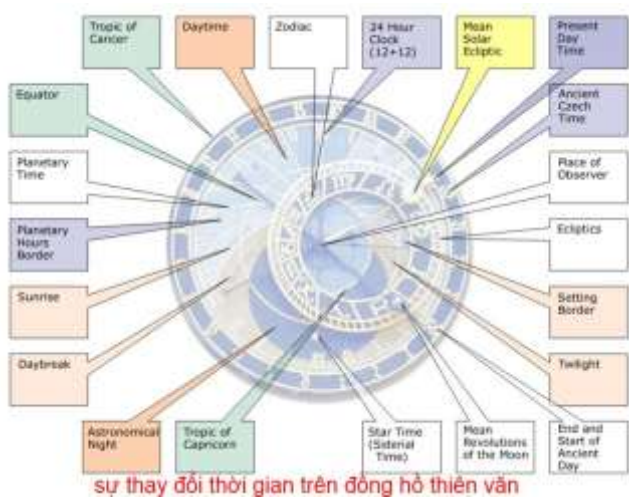 Tropic of
Cancer
Daytime
Zodiac
24 Hour
Clock
(12+12)
Mean
Solar
Ecliptic
Present
Day
Time
Equator
Ancient
Czech
Time
Planetary
Time
Place of
Observer
Planetary
Hours
Border
Ecliptics
Sunrise
Setting
Border
Daybreak
Twilight
Astronomical
Night
Tropic of
Capricorn
Star Time
(Siderial
Time)
Mean
Revolutions
of the Moon
End and
Start of
Ancient
Day
sự thay đổi thời gian trên đồng hồ thiên văn